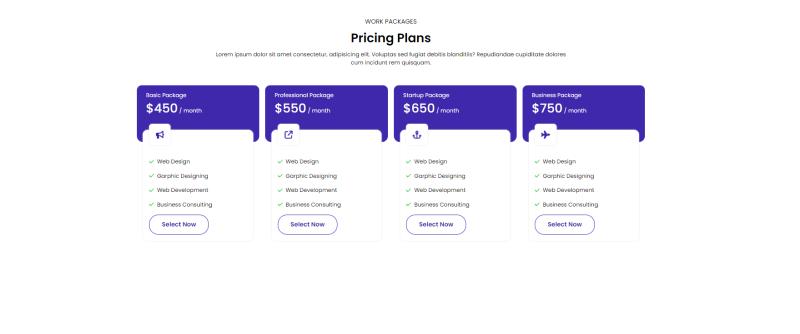 WORK PACKAGES
Pricing Plans
Lorem ipsum dolor sit amet consectetur, adipisicing elit. Voluptas sed fugiat debitis blanditiis? Repudiandae cupiditate dolores
cum incidunt rem quisquam.
Basic Package
$450 / month
Web Design
Garphic Designing
Web Development
Business Consulting
Select Now
Professional Package
$550 / month
Web Design
Garphic Designing
Web Development
Business Consulting
Select Now
Startup Package
$650 / month
Web Design
Garphic Designing
Web Development
Business Consulting
Select Now
Business Package
$750 / month
Web Design
Garphic Designing
Web Development
Business Consulting
Select Now